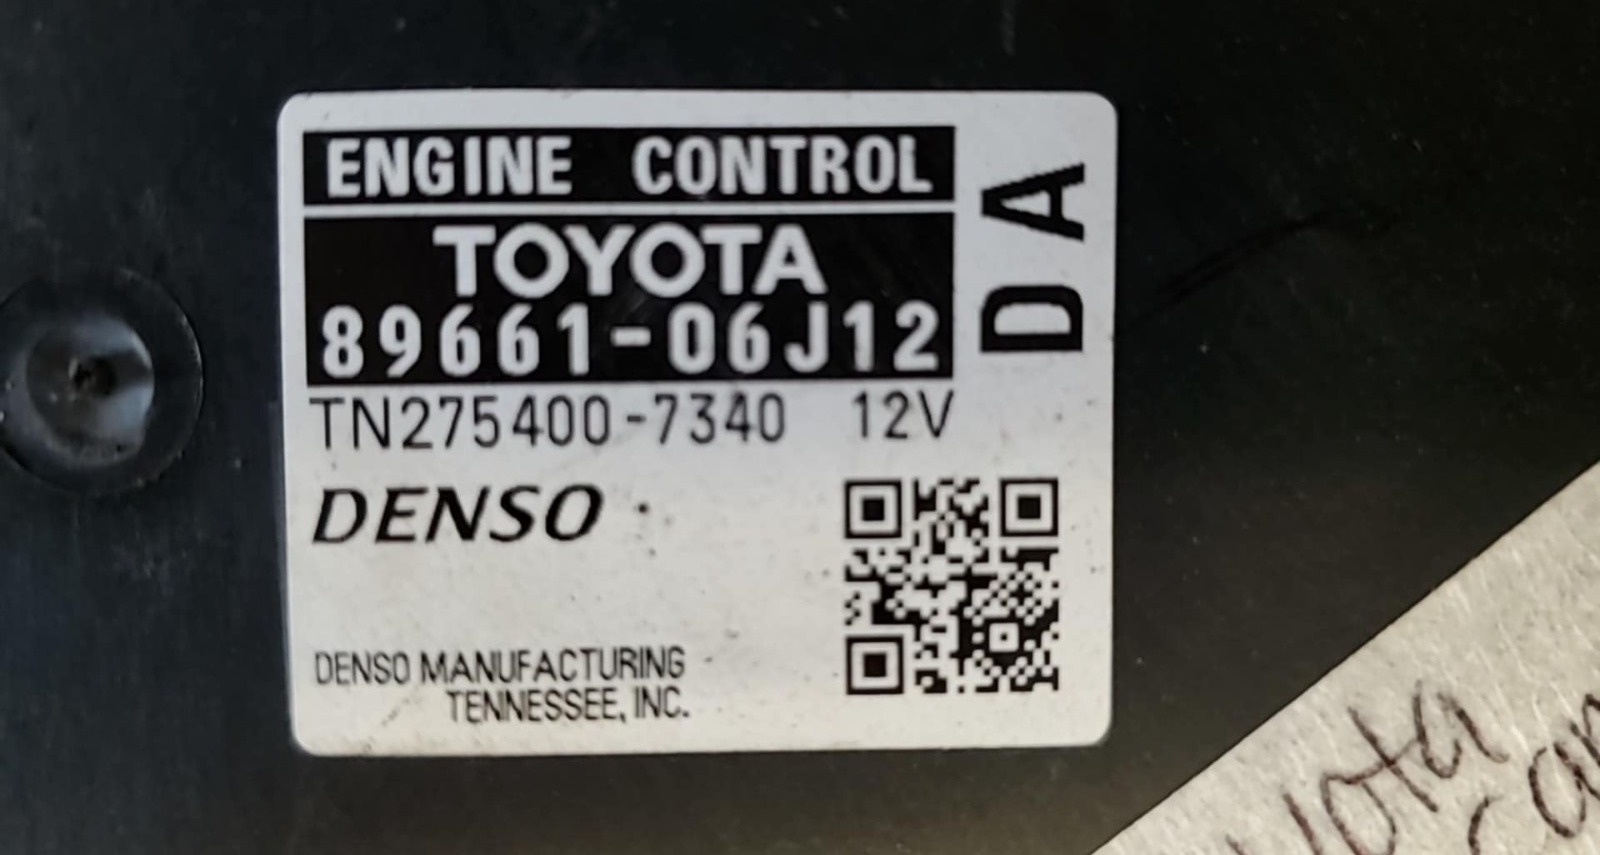 ENGINE CONTROL
TOYOTA
89661-06J12
TN275400-7340 12V
DENSO
DENSO MANUFACTURING
TENNESSEE, INC.
DA